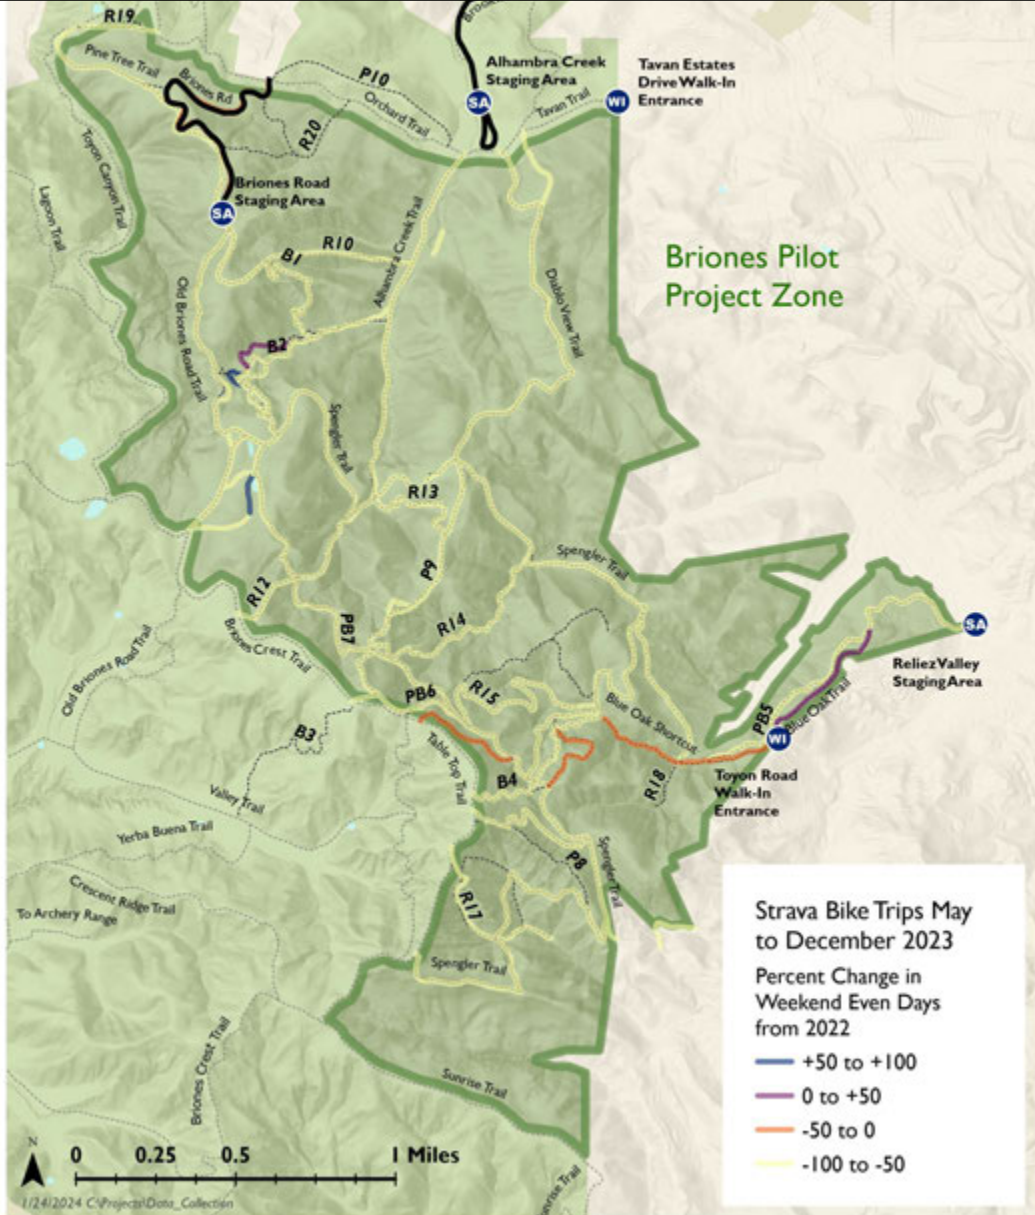 R19
Pine Tree Trail
Briones Rd
P10
Orchard Trail
R20
Alhambra Creek
Staging Area
SA
Tavan Estates
Drive Walk-In
Entrance
WI
Tavan Trail
Toyon Canyon Trail
Lagoon Trail
Briones Road
Staging Area
SA
B1
R10
Alhambra Creek Trail
Briones Pilot
Project Zone
Old Briones Road Trail
Diablo View Trail
B2
Spengler Trail
R13
P9
Spengler Trail
R12
PB7
R14
Briones Crest Trail
Old Briones Road Trail
SA
Reliez Valley
Staging Area
PB6
R15
Blue Oak Shortcut
PB5
Blue Oak Trail
WI
Toyon Road
Walk-In
Entrance
B3
Table Top Trail
B4
R18
Valley Trail
Yerba Buena Trail
P8
Spengler Trail
Crescent Ridge Trail
To Archery Range
R17
Spengler Trail
Briones Crest Trail
Sunrise Trail
Strava Bike Trips May
to December 2023
Percent Change in
Weekend Even Days
from 2022
+50 to +100
0 to +50
-50 to 0
-100 to -50
N
0 0.25 0.5 1 Miles
1/24/2024 C:\Projects\Data_Collection